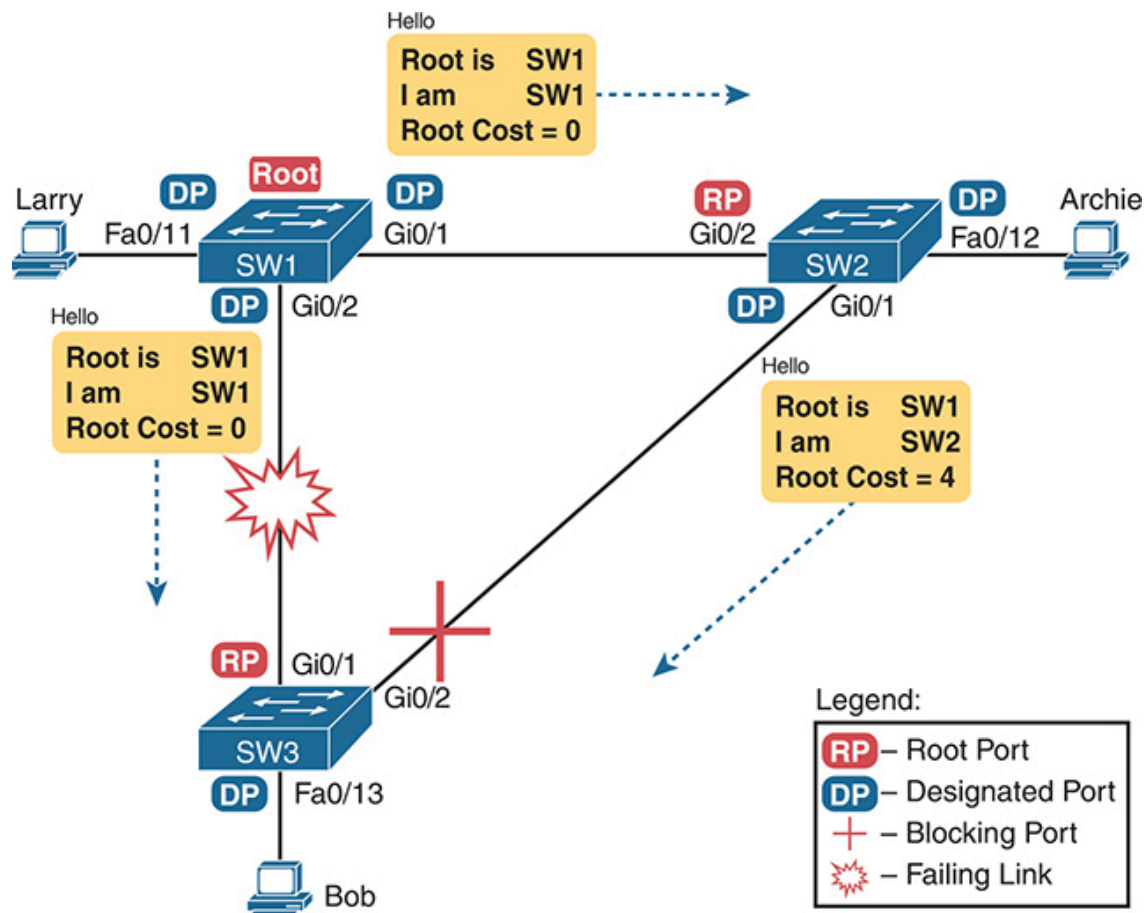 Hello
Root is SW1
I am SW1
Root Cost = 0
Larry
DP
Root
DP
RP
DP
Archie
Fa0/11
Gi0/1
Gi0/2
Fa0/12
SW1
SW2
DP
Gi0/2
DP
Gi0/1
Hello
Root is SW1
I am SW1
Root Cost = 0
Hello
Root is SW1
I am SW2
Root Cost = 4
RP
Gi0/1
Gi0/2
SW3
DP
Fa0/13
Bob
Legend:
RP – Root Port
DP – Designated Port
– Blocking Port
– Failing Link